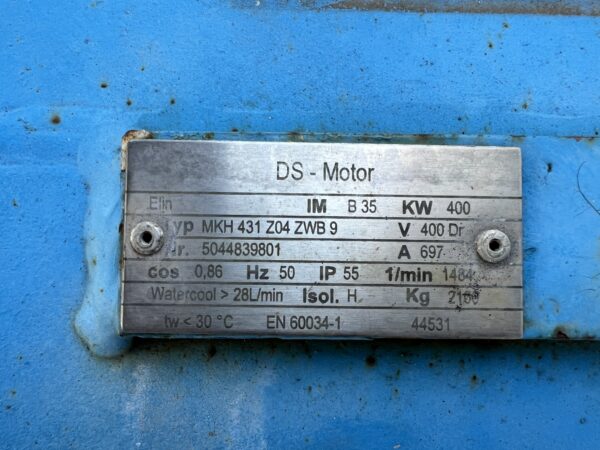 DS - Motor
Elin IM B 35 KW 400
Typ MKH 431 Z04 ZWB 9 V 400 Dr
Nr. 5044839801 A 697
cos 0,86 Hz 50 IP 55 1/min 1484
Watercool > 28L/min Isol. H Kg
tw < 30 °C EN 60034-1 44531